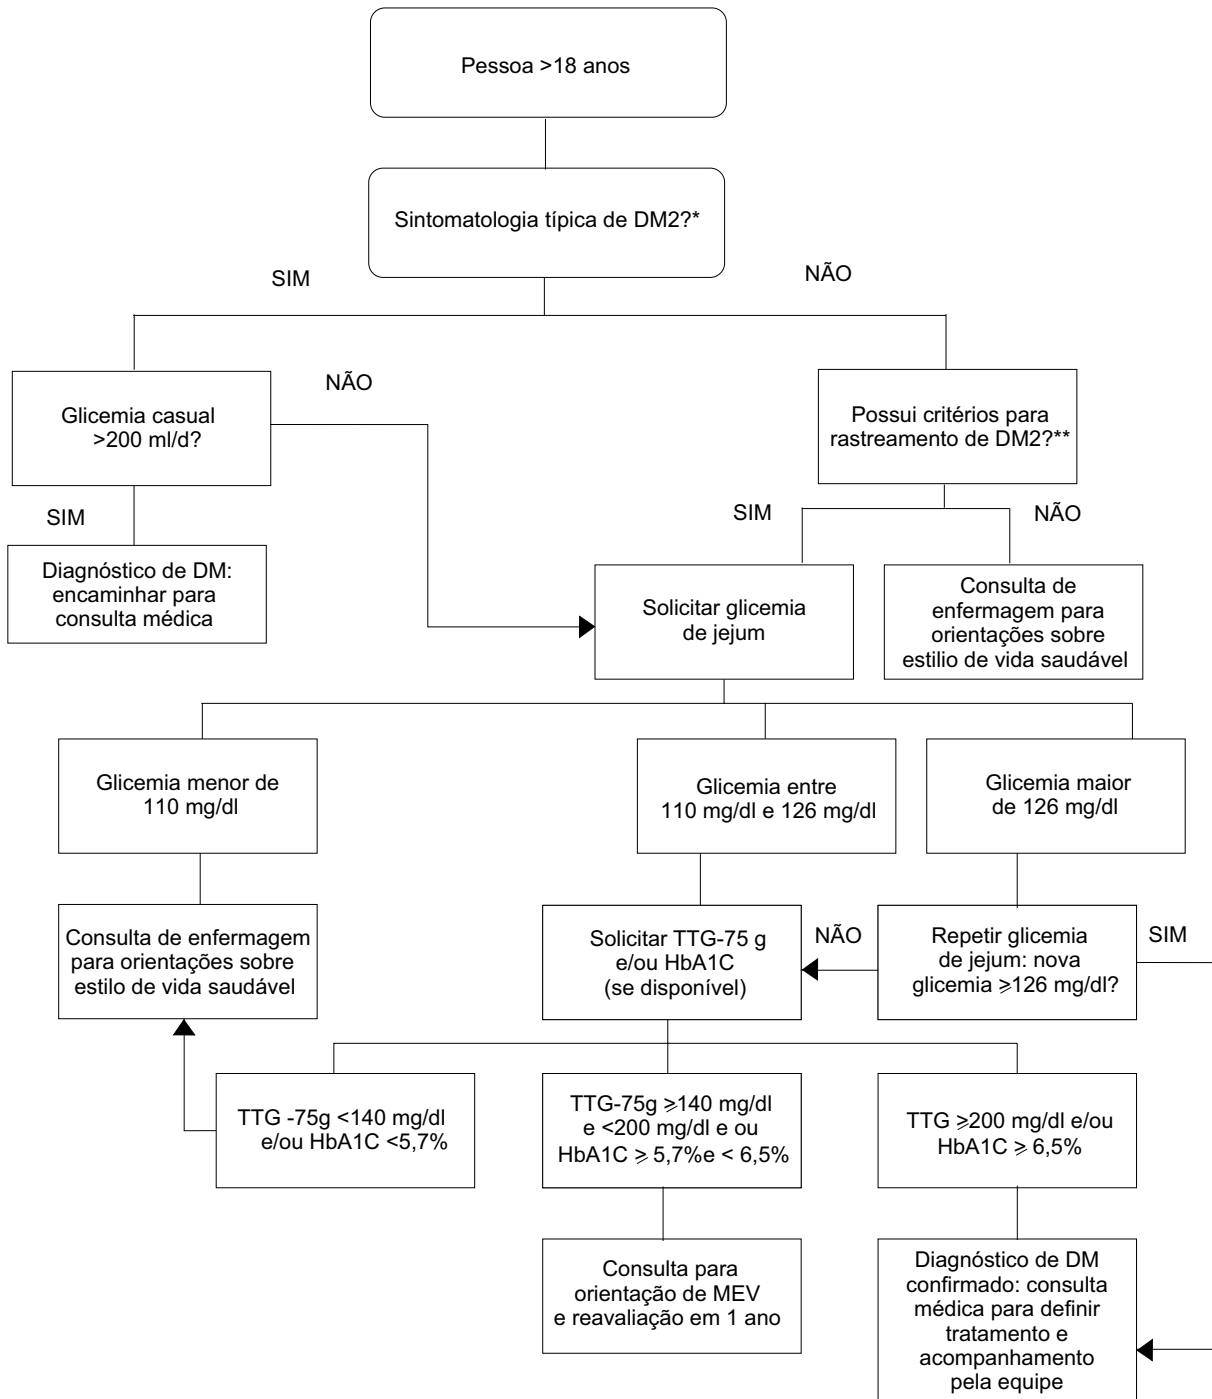 Pessoa >18 anos
Sintomatologia típica de DM2?*
SIM
NÃO
Glicemia casual
>200 ml/d?
NÃO
Possui critérios para
rastreamento de DM2?**
SIM
SIM
NÃO
Diagnóstico de DM:
encaminhar para
consulta médica
Solicitar glicemia
de jejum
Consulta de
enfermagem para
orientações sobre
estilio de vida saudável
Glicemia menor de
110 mg/dl
Glicemia entre
110 mg/dl e 126 mg/dl
Glicemia maior
de 126 mg/dl
Consulta de enfermagem
para orientações sobre
estilo de vida saudável
Solicitar TTG-75 g
e/ou HbA1C
(se disponível)
NÃO
Repetir glicemia
de jejum: nova
glicemia ⩾126 mg/dl?
SIM
TTG -75g <140 mg/dl
e/ou HbA1C <5,7%
TTG-75g ⩾140 mg/dl
e <200 mg/dl e ou
HbA1C ⩾ 5,7%e < 6,5%
TTG ⩾200 mg/dl e/ou
HbA1C ⩾ 6,5%
Consulta para
orientação de MEV
e reavaliação em 1 ano
Diagnóstico de DM
confirmado: consulta
médica para definir
tratamento e
acompanhamento
pela equipe